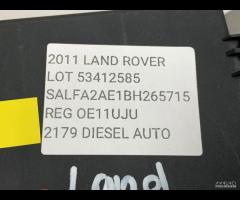 2011 LAND ROVER
LOT 53412585
SALFA2AE1BH265715
REG OE11UJU
2179 DIESEL AUTO
Land